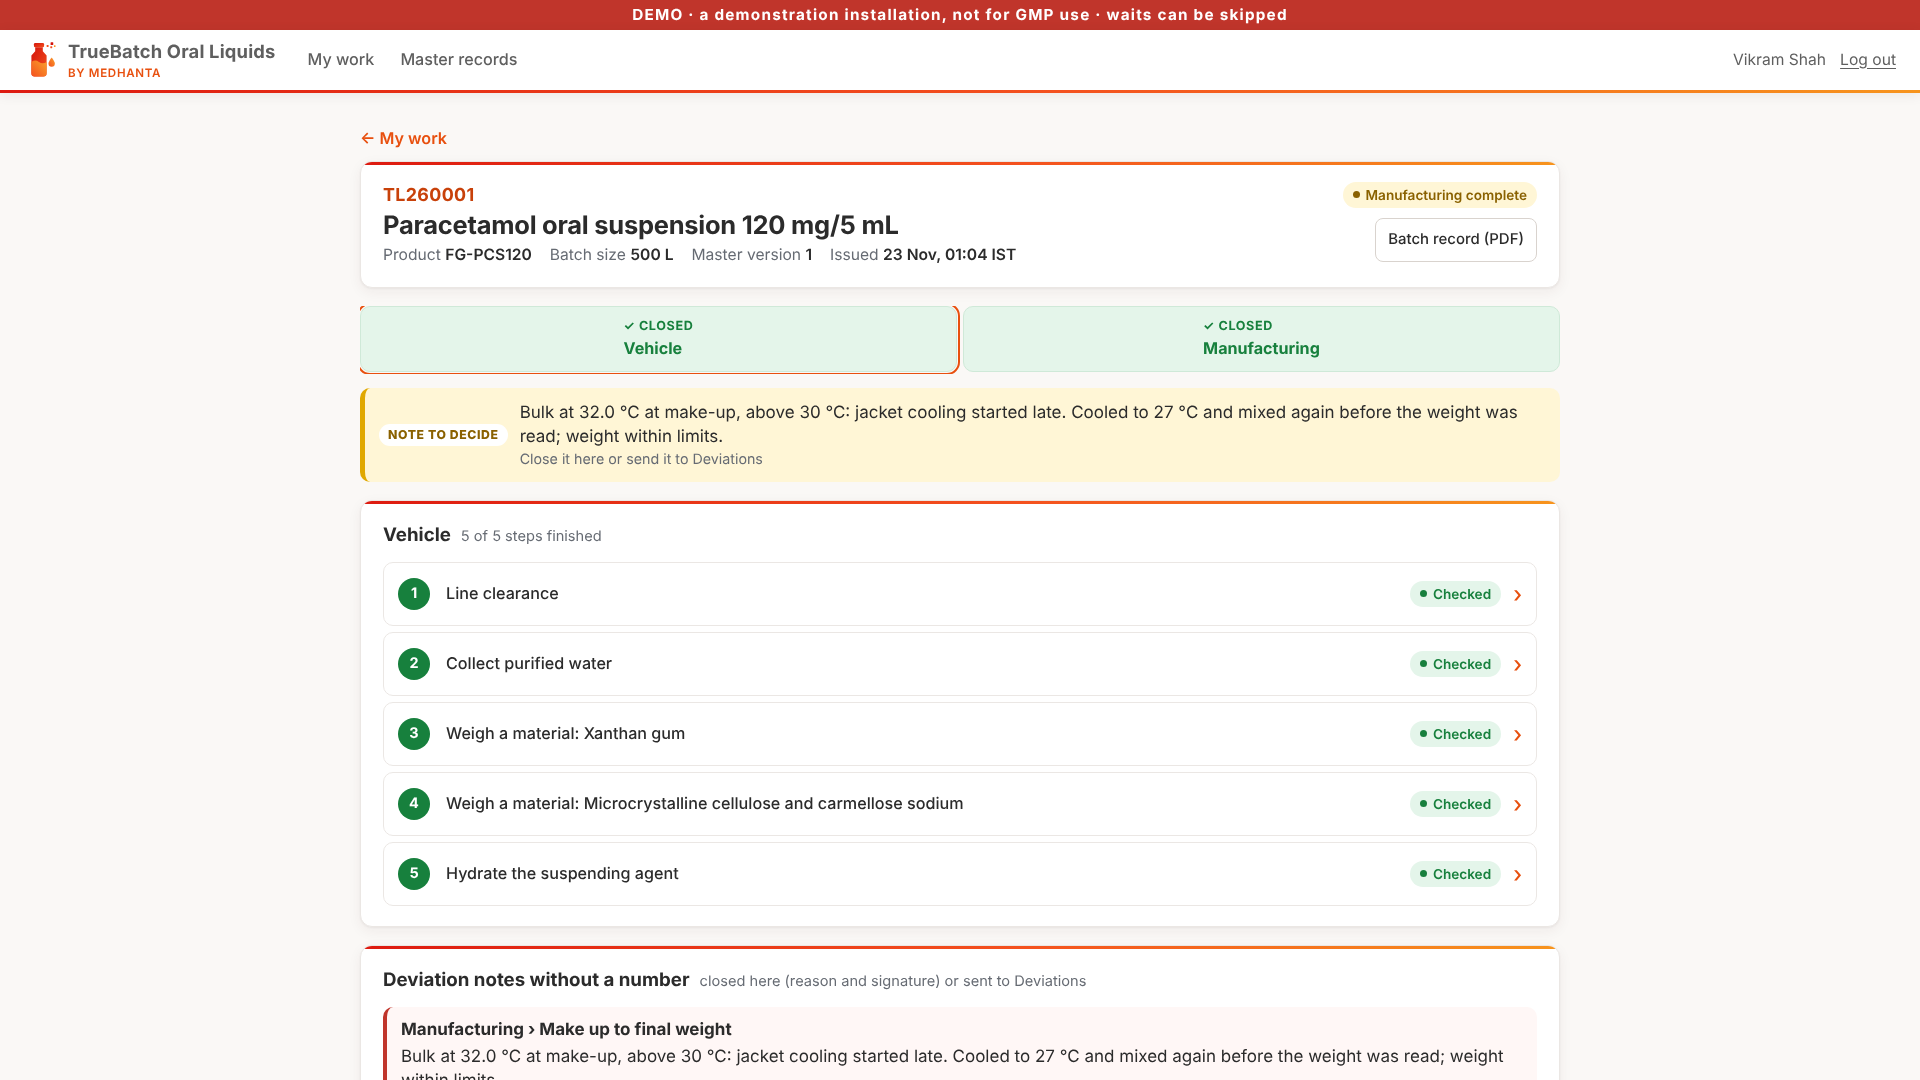 DEMO · a demonstration installation, not for GMP use · waits can be skipped
TrueBatch Oral Liquids
BY MEDHANTA
My work
Master records
Vikram Shah
Log out
← My work
TL260001
Manufacturing complete
Paracetamol oral suspension 120 mg/5 mL
Batch record (PDF)
Product FG-PCS120 Batch size 500 L Master version 1 Issued 23 Nov, 01:04 IST
✓ CLOSED
Vehicle
✓ CLOSED
Manufacturing
NOTE TO DECIDE
Bulk at 32.0 °C at make-up, above 30 °C: jacket cooling started late. Cooled to 27 °C and mixed again before the weight was
read; weight within limits.
Close it here or send it to Deviations
Vehicle 5 of 5 steps finished
1 Line clearance Checked ›
2 Collect purified water Checked ›
3 Weigh a material: Xanthan gum Checked ›
4 Weigh a material: Microcrystalline cellulose and carmellose sodium Checked ›
5 Hydrate the suspending agent Checked ›
Deviation notes without a number closed here (reason and signature) or sent to Deviations
Manufacturing › Make up to final weight
Bulk at 32.0 °C at make-up, above 30 °C: jacket cooling started late. Cooled to 27 °C and mixed again before the weight was read; weight
within limits.